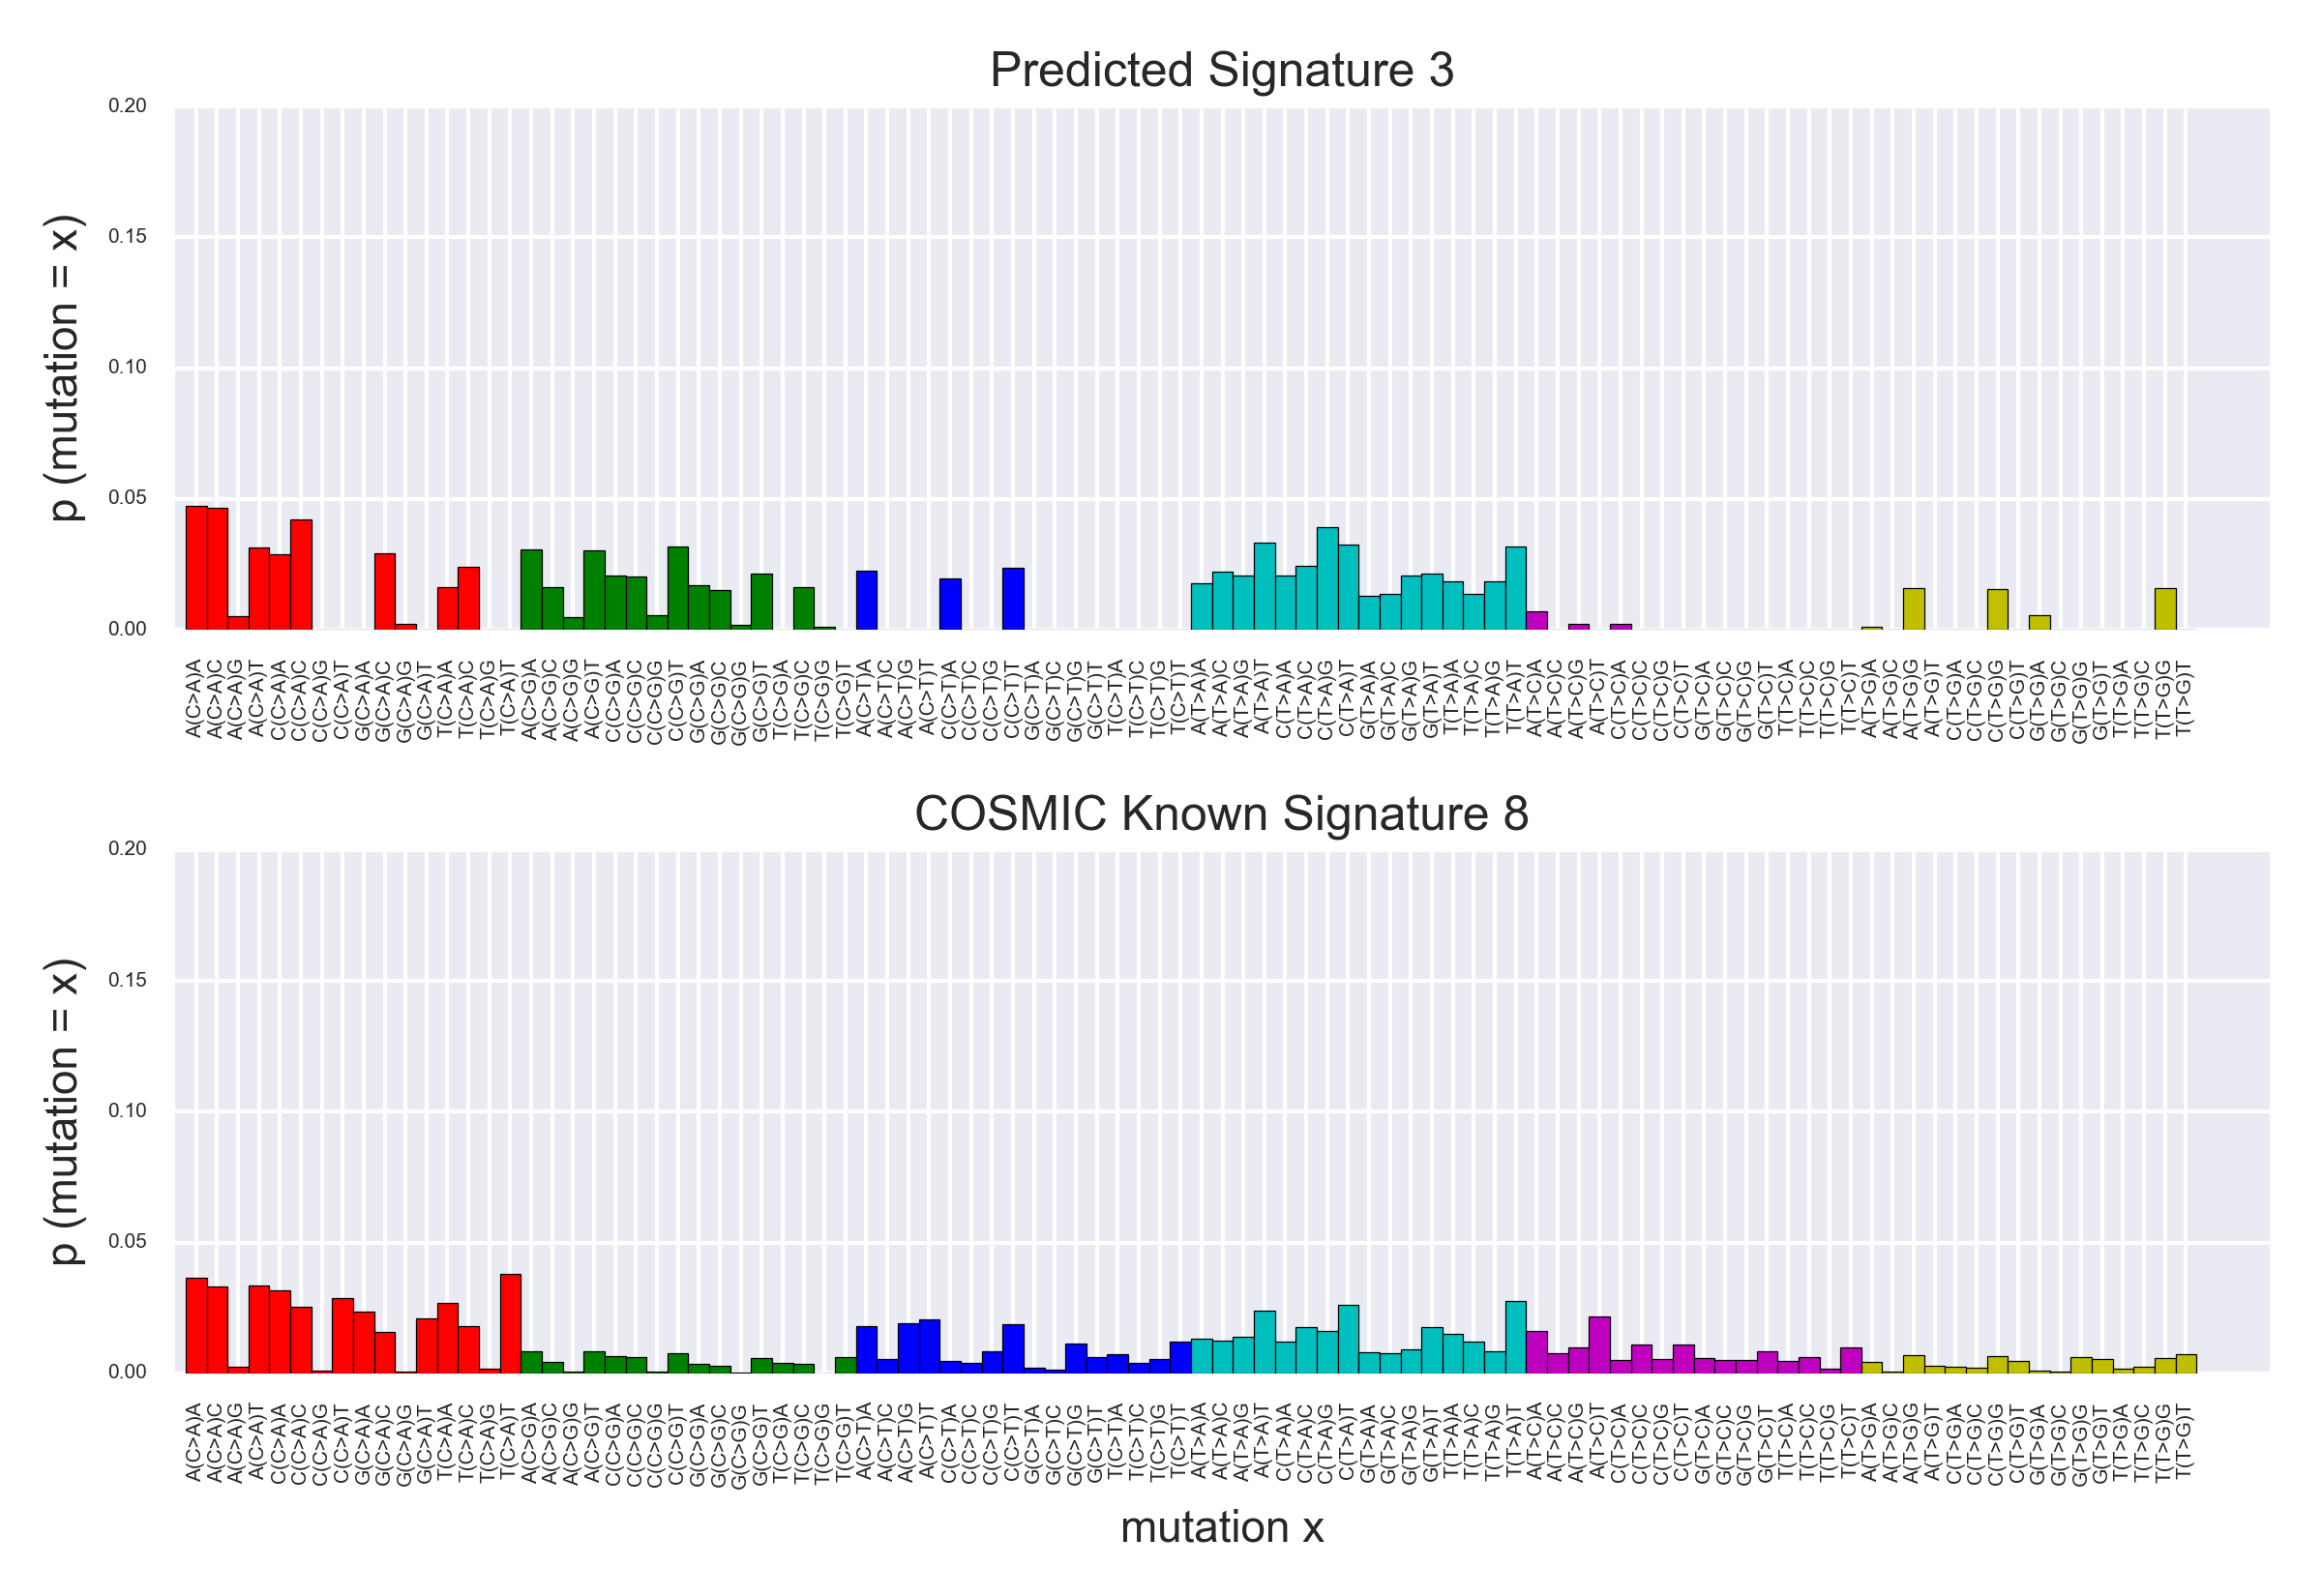 Predicted Signature 3
p (mutation = x)
0.20
0.15
0.10
0.05
0.00
A(C>A)A A(C>A)C A(C>A)G A(C>A)T C(C>A)A C(C>A)C C(C>A)G C(C>A)T G(C>A)A G(C>A)C G(C>A)G G(C>A)T T(C>A)A T(C>A)C T(C>A)G T(C>A)T A(C>G)A A(C>G)C A(C>G)G A(C>G)T C(C>G)A C(C>G)C C(C>G)G C(C>G)T G(C>G)A G(C>G)C G(C>G)G G(C>G)T T(C>G)A T(C>G)C T(C>G)G T(C>G)T A(C>T)A A(C>T)C A(C>T)G A(C>T)T C(C>T)A C(C>T)C C(C>T)G C(C>T)T G(C>T)A G(C>T)C G(C>T)G G(C>T)T T(C>T)A T(C>T)C T(C>T)G T(C>T)T A(T>A)A A(T>A)C A(T>A)G A(T>A)T C(T>A)A C(T>A)C C(T>A)G C(T>A)T G(T>A)A G(T>A)C G(T>A)G G(T>A)T T(T>A)A T(T>A)C T(T>A)G T(T>A)T A(T>C)A A(T>C)C A(T>C)G A(T>C)T C(T>C)A C(T>C)C C(T>C)G C(T>C)T G(T>C)A G(T>C)C G(T>C)G G(T>C)T T(T>C)A T(T>C)C T(T>C)G T(T>C)T A(T>G)A A(T>G)C A(T>G)G A(T>G)T C(T>G)A C(T>G)C C(T>G)G C(T>G)T G(T>G)A G(T>G)C G(T>G)G G(T>G)T T(T>G)A T(T>G)C T(T>G)G T(T>G)T
COSMIC Known Signature 8
p (mutation = x)
0.20
0.15
0.10
0.05
0.00
A(C>A)A A(C>A)C A(C>A)G A(C>A)T C(C>A)A C(C>A)C C(C>A)G C(C>A)T G(C>A)A G(C>A)C G(C>A)G G(C>A)T T(C>A)A T(C>A)C T(C>A)G T(C>A)T A(C>G)A A(C>G)C A(C>G)G A(C>G)T C(C>G)A C(C>G)C C(C>G)G C(C>G)T G(C>G)A G(C>G)C G(C>G)G G(C>G)T T(C>G)A T(C>G)C T(C>G)G T(C>G)T A(C>T)A A(C>T)C A(C>T)G A(C>T)T C(C>T)A C(C>T)C C(C>T)G C(C>T)T G(C>T)A G(C>T)C G(C>T)G G(C>T)T T(C>T)A T(C>T)C T(C>T)G T(C>T)T A(T>A)A A(T>A)C A(T>A)G A(T>A)T C(T>A)A C(T>A)C C(T>A)G C(T>A)T G(T>A)A G(T>A)C G(T>A)G G(T>A)T T(T>A)A T(T>A)C T(T>A)G T(T>A)T A(T>C)A A(T>C)C A(T>C)G A(T>C)T C(T>C)A C(T>C)C C(T>C)G C(T>C)T G(T>C)A G(T>C)C G(T>C)G G(T>C)T T(T>C)A T(T>C)C T(T>C)G T(T>C)T A(T>G)A A(T>G)C A(T>G)G A(T>G)T C(T>G)A C(T>G)C C(T>G)G C(T>G)T G(T>G)A G(T>G)C G(T>G)G G(T>G)T T(T>G)A T(T>G)C T(T>G)G T(T>G)T
mutation x